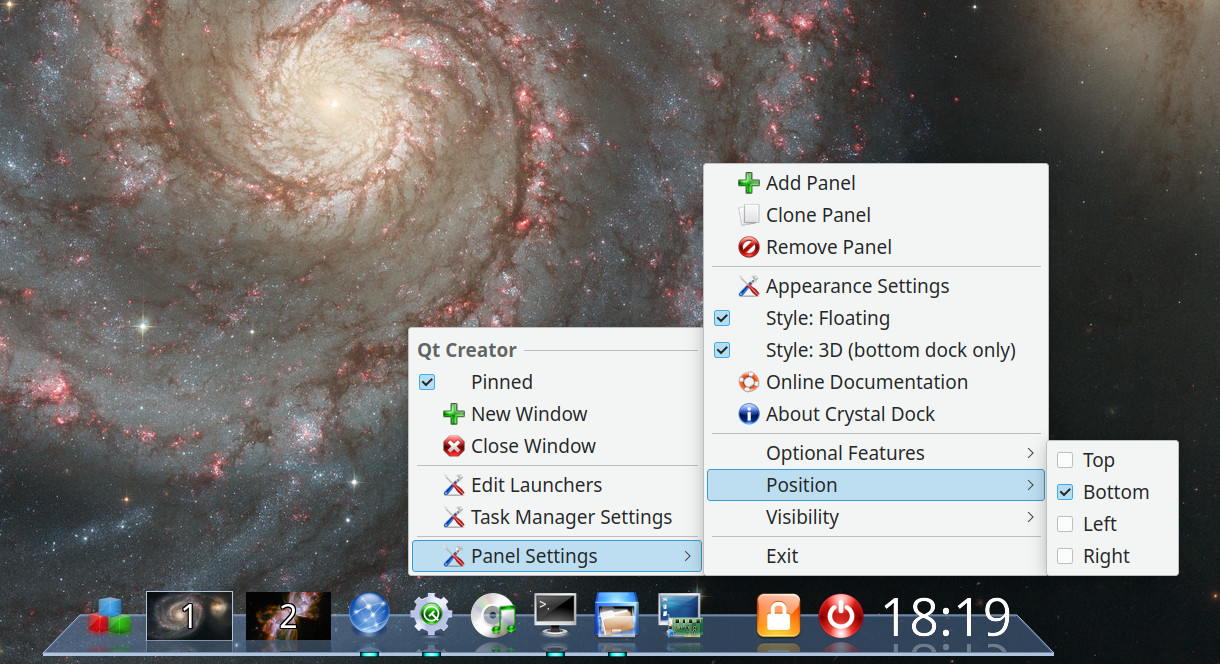 Add Panel
Clone Panel
Remove Panel
Appearance Settings
Style: Floating
Style: 3D (bottom dock only)
Online Documentation
About Crystal Dock
Optional Features
Position
Visibility
Exit
Qt Creator
Pinned
New Window
Close Window
Edit Launchers
Task Manager Settings
Panel Settings
Top
Bottom
Left
Right
1
2
>_
18:19